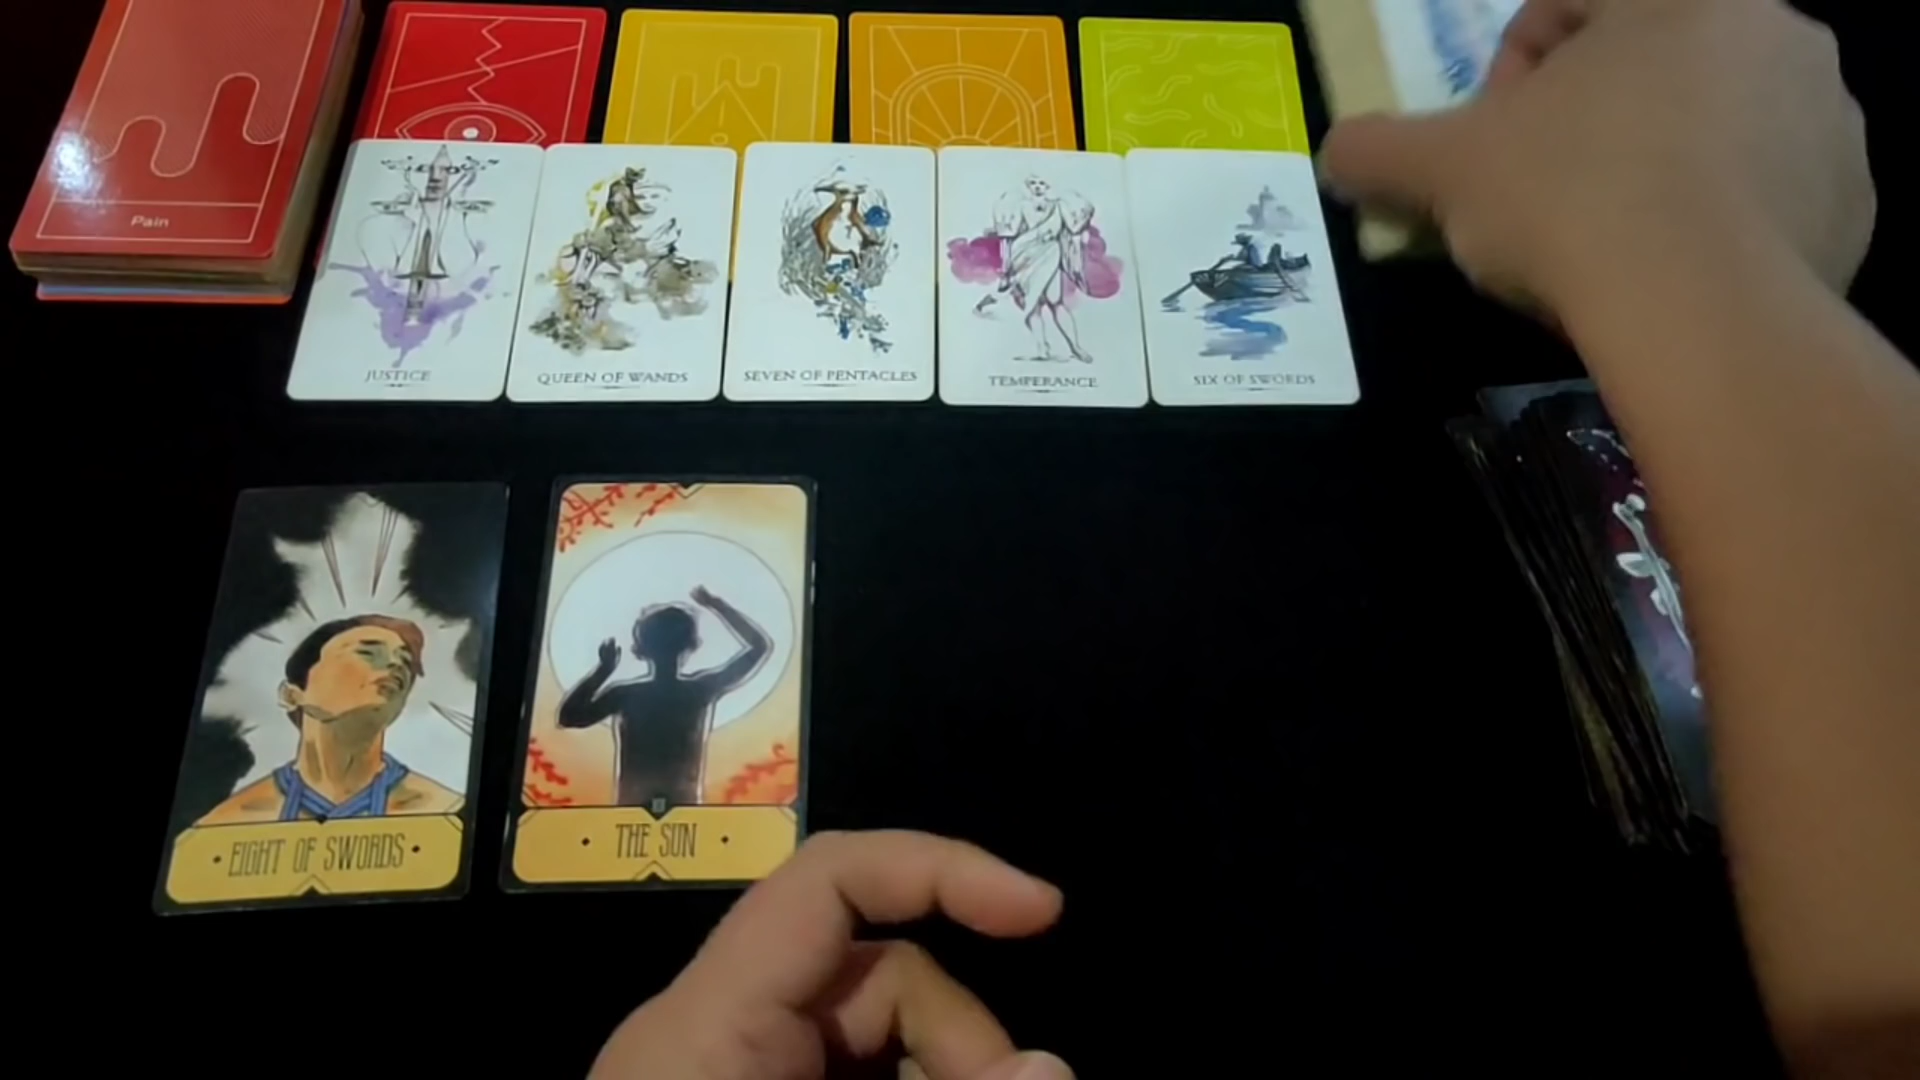 Pain
JUSTICE
QUEEN OF WANDS
SEVEN OF PENTACLES
TEMPERANCE
SIX OF SWORDS
• EIGHT OF SWORDS •
• THE SUN •